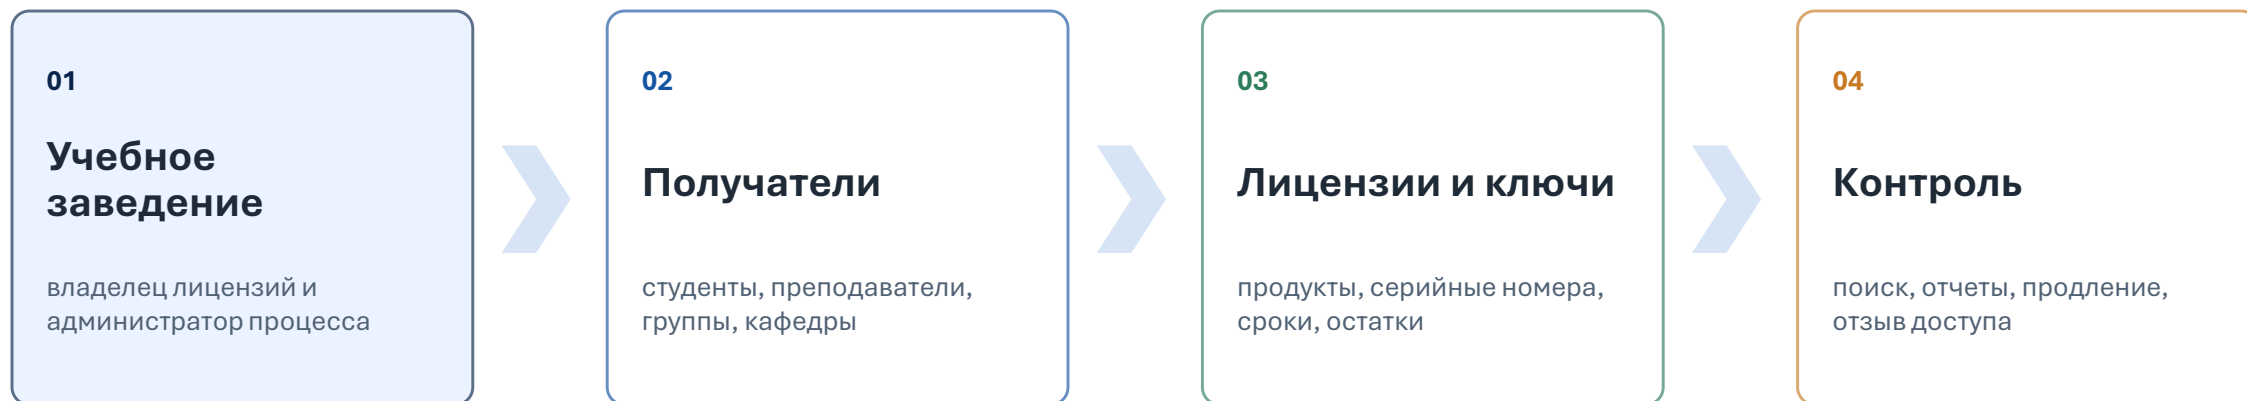 01
Учебное
заведение
владелец лицензий и
администратор процесса
02
Получатели
студенты, преподаватели,
группы, кафедры
03
Лицензии и ключи
продукты, серийные номера,
сроки, остатки
04
Контроль
поиск, отчеты, продление,
отзыв доступа